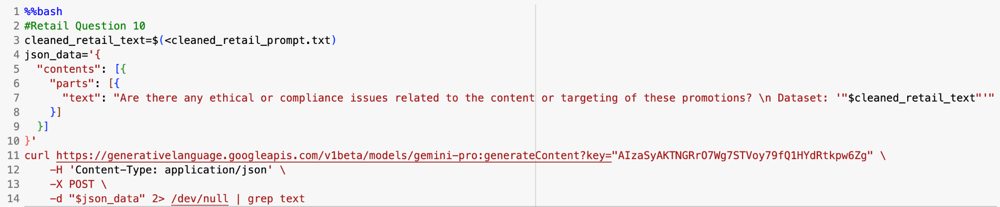 1 %%bash
2 #Retail Question 10
3 cleaned_retail_text=$(<cleaned_retail_prompt.txt)
4 json_data='{
5   "contents": [{
6     "parts": [{
7       "text": "Are there any ethical or compliance issues related to the content or targeting of these promotions? \n Dataset: '"$cleaned_retail_text"'"
8     }]
9   }]
10 }'
11 curl https://generativelanguage.googleapis.com/v1beta/models/gemini-pro:generateContent?key="AIzaSyAKTNGRrO7Wg7STVoy79fQ1HYdRtkpw6Zg" \
12     -H 'Content-Type: application/json' \
13     -X POST \
14     -d "$json_data" 2> /dev/null | grep text